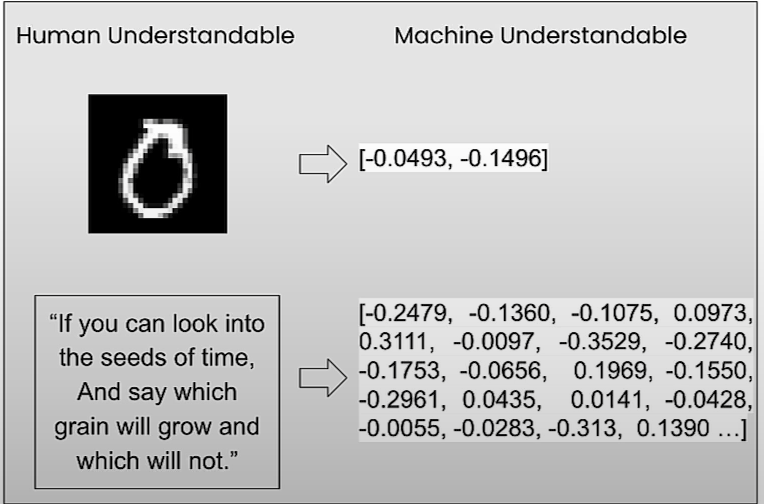 Human Understandable
Machine Understandable
[-0.0493, -0.1496]
“If you can look into
the seeds of time,
And say which
grain will grow and
which will not.”
[-0.2479, -0.1360, -0.1075, 0.0973,
0.3111, -0.0097, -0.3529, -0.2740,
-0.1753, -0.0656, 0.1969, -0.1550,
-0.2961, 0.0435, 0.0141, -0.0428,
-0.0055, -0.0283, -0.313, 0.1390 ...]